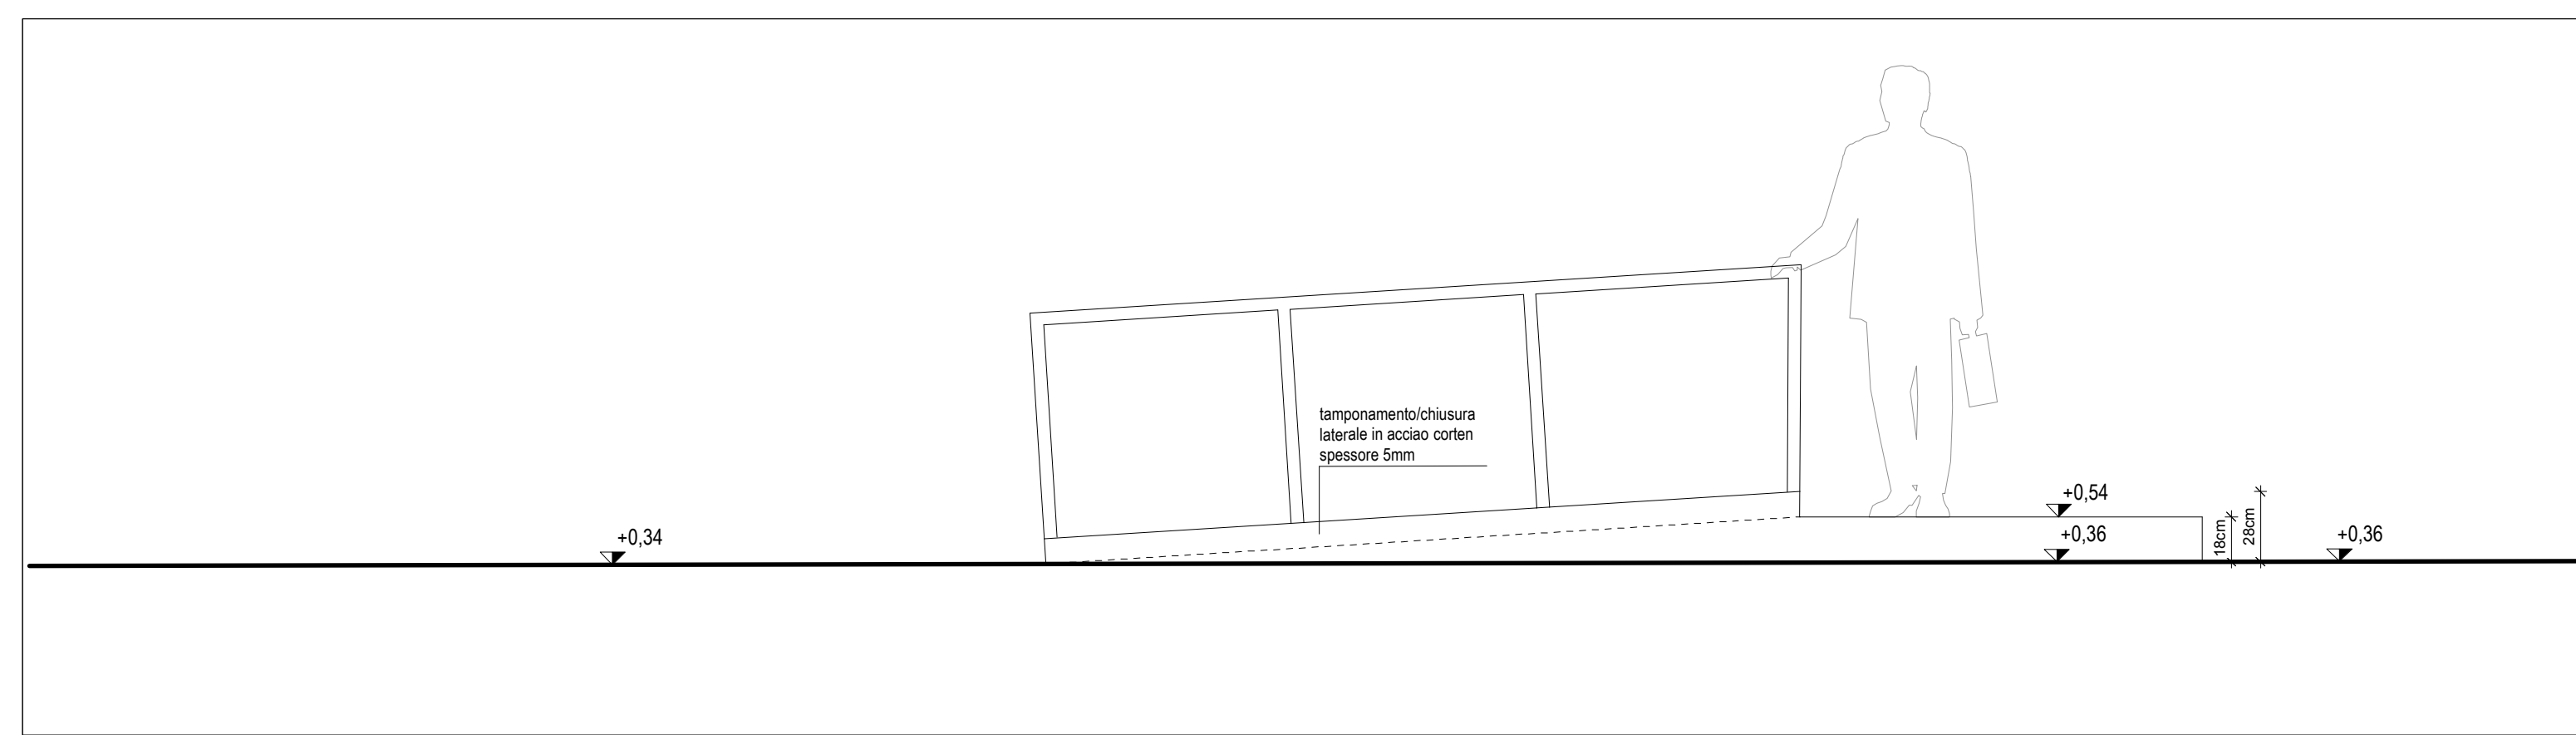 tamponamento/chiusura
laterale in acciao corten
spessore 5mm
+0,34
+0,54
+0,36
18cm
28cm
+0,36